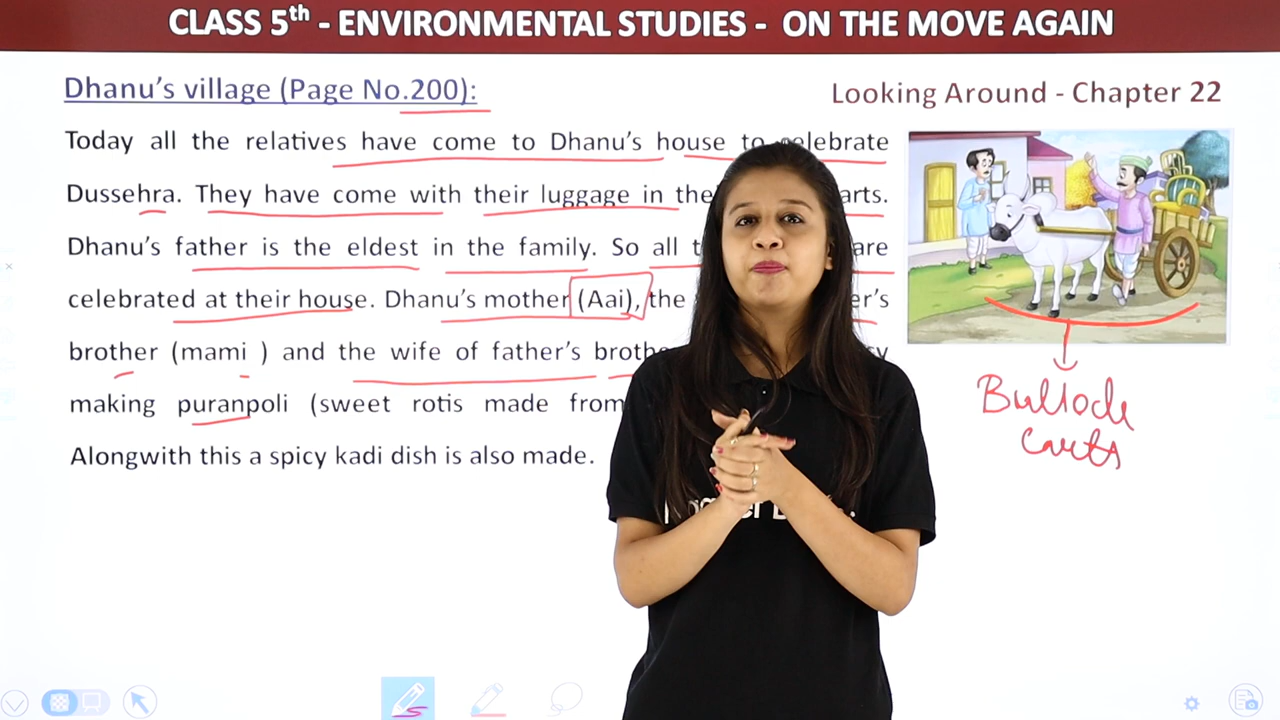 CLASS 5th - ENVIRONMENTAL STUDIES - ON THE MOVE AGAIN
Dhanu's village (Page No.200):
Looking Around - Chapter 22
Today all the relatives have come to Dhanu's house to celebrate
Dussehra. They have come with their luggage in arts.
Dhanu's father is the eldest in the family. So all are
celebrated at their house. Dhanu's mother (Aai), the er's
brother (mami ) and the wife of father's
making puranpoli (sweet rotis made from
Alongwith this a spicy kadi dish is also made.
Bullock
carts